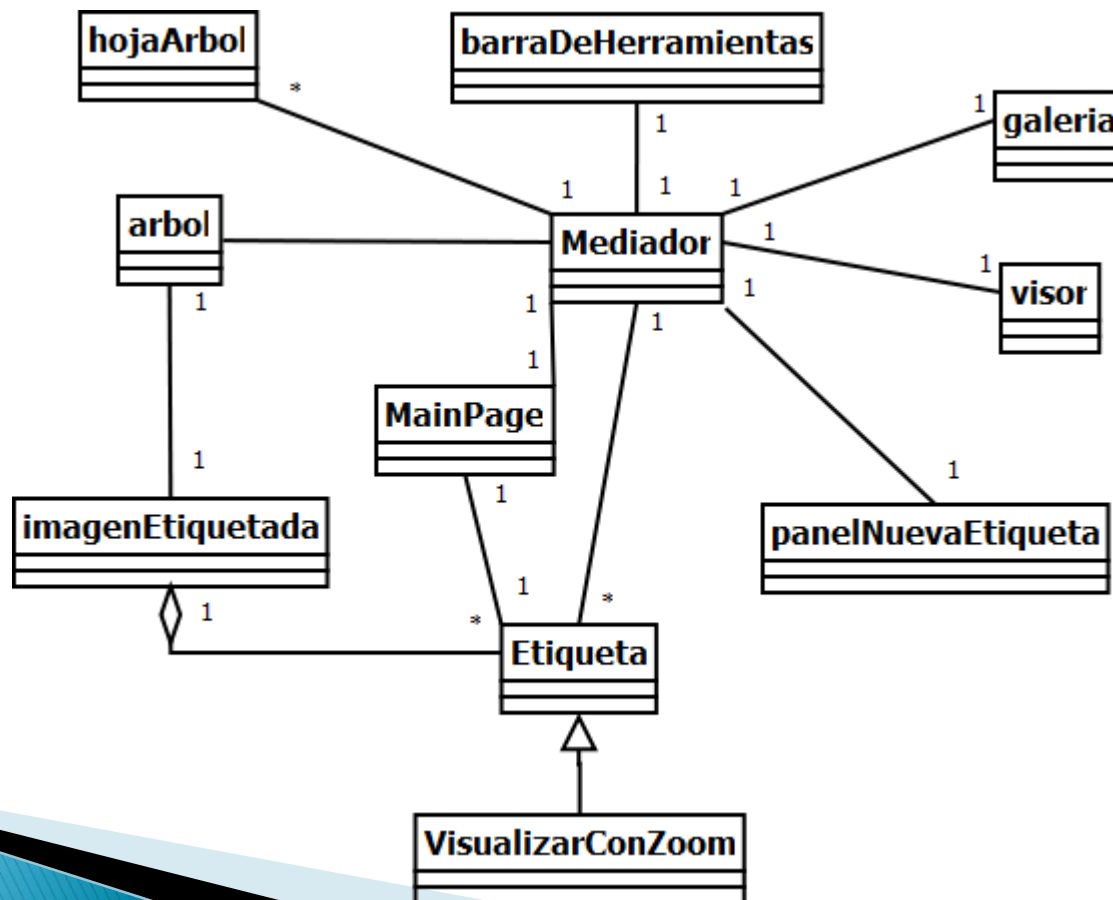 hojaArbol
barraDeHerramientas
*
1
1
galeria
1
1
1
arbol
Mediador
1
1
visor
1
1
1
1
1
MainPage
1
1
1
imagenEtiquetada
panelNuevaEtiqueta
1
1
*
*
Etiqueta
VisualizarConZoom